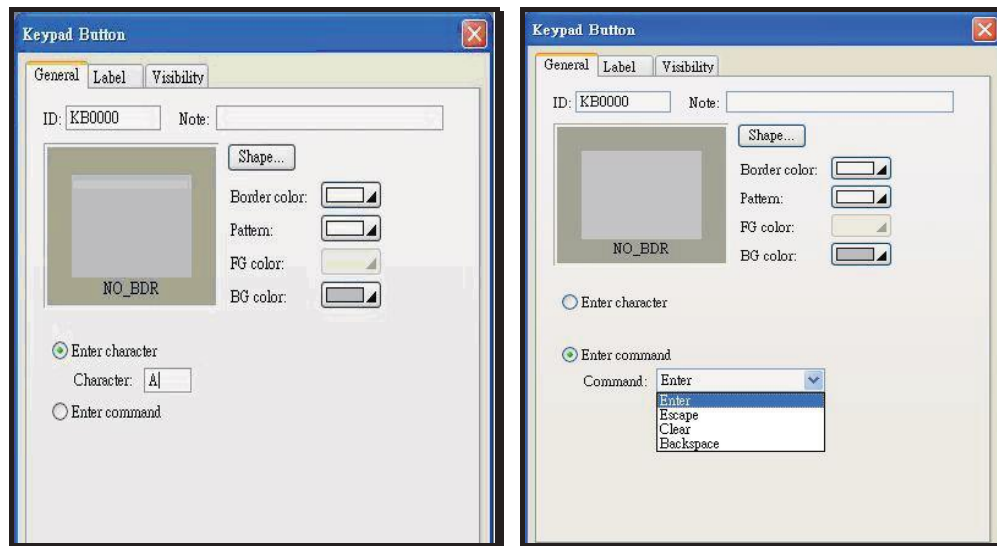 Keypad Button
General Label Visibility
ID: KB0000 Note:
Shape...
Border color:
Pattern:
FG color:
NO_BDR
BG color:
Enter character
Character: A
Enter command
Keypad Button
General Label Visibility
ID: KB0000 Note:
Shape...
Border color:
Pattern:
FG color:
NO_BDR
BG color:
Enter character
Enter command
Command: Enter
Enter
Escape
Clear
Backspace